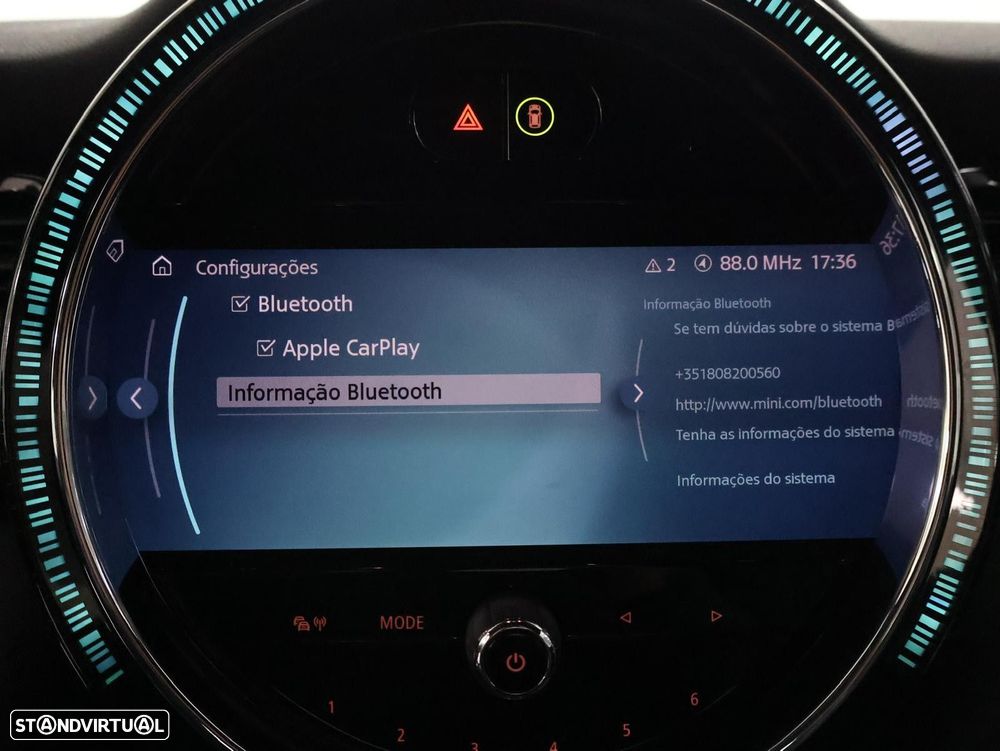 Configurações
2 88.0 MHz 17:36
Bluetooth
Apple CarPlay
Informação Bluetooth
Informação Bluetooth
Se tem dúvidas sobre o sistema B
+351808200560
http://www.mini.com/bluetooth
Tenha as informações do sistema
Informações do sistema
MODE
1
2
3
4
5
6
STANDVIRTUAL